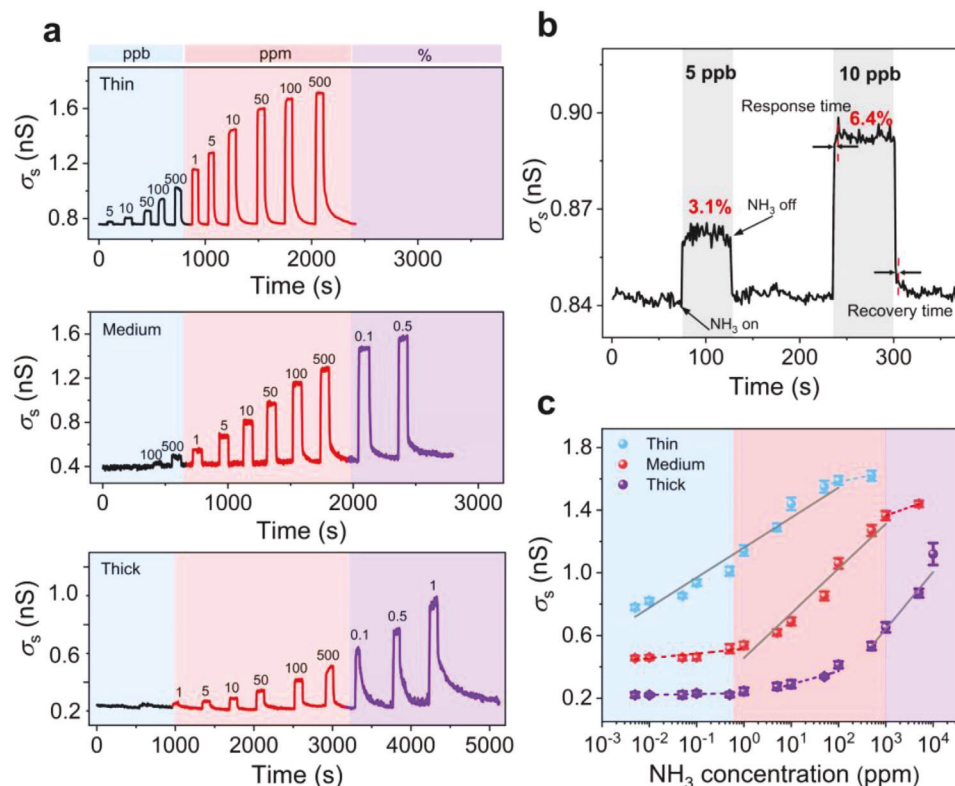 a
ppb ppm %
Thin
5 10 50 100 500 1 5 10 50 100 500
1.6
1.2
0.8
σs (nS)
0 1000 2000 3000
Time (s)
Medium
100 500 1 5 10 50 100 500 0.1 0.5
1.6
1.2
0.8
0.4
σs (nS)
0 1000 2000 3000
Time (s)
Thick
1 5 10 50 100 500 0.1 0.5 1
1.0
0.6
0.2
σs (nS)
0 1000 2000 3000 4000 5000
Time (s)
b
5 ppb 10 ppb
Response time
6.4%
3.1%
NH3 off
NH3 on
Recovery time
0.90
0.87
0.84
σs (nS)
0 100 200 300
Time (s)
c
Thin
Medium
Thick
1.8
1.4
1.0
0.6
0.2
σs (nS)
10-3 10-2 10-1 100 101 102 103 104
NH3 concentration (ppm)